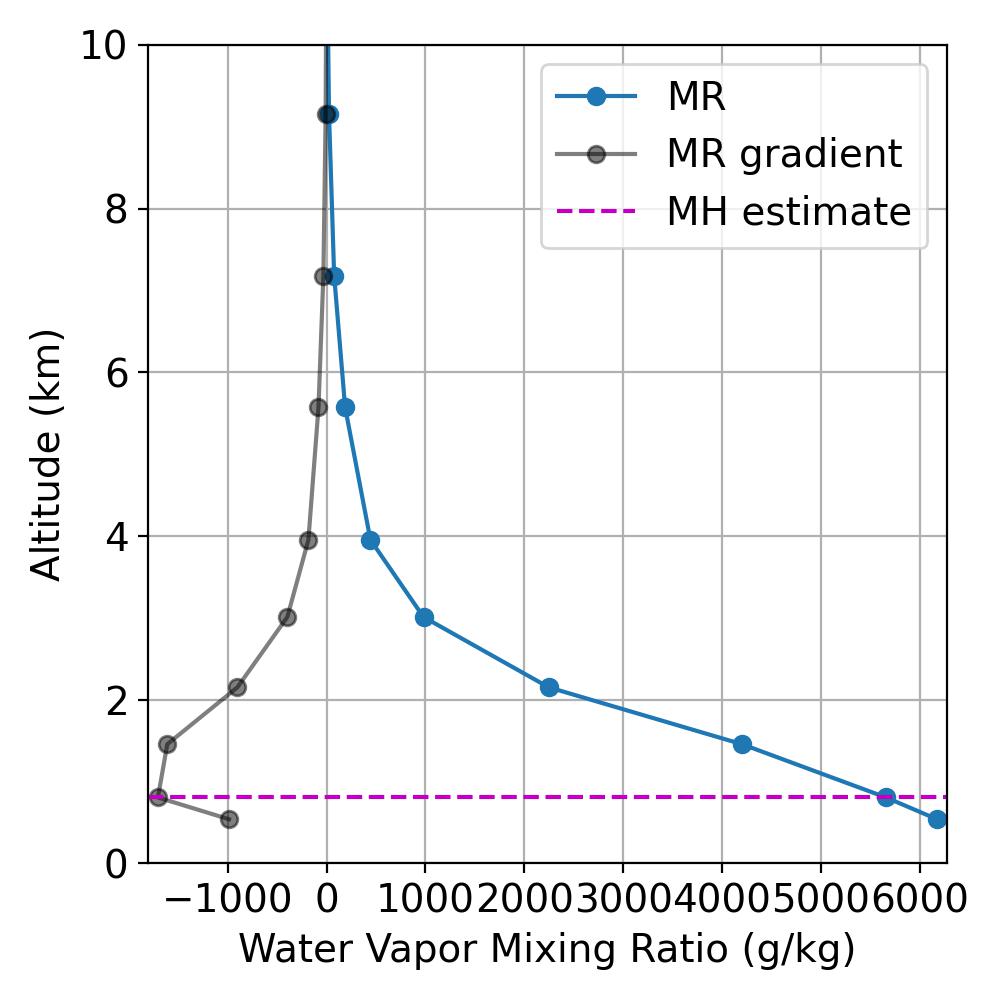 10
8
6
4
2
0
Altitude (km)
MR
MR gradient
MH estimate
−1000 0 1000 2000 3000 4000 5000 6000
Water Vapor Mixing Ratio (g/kg)